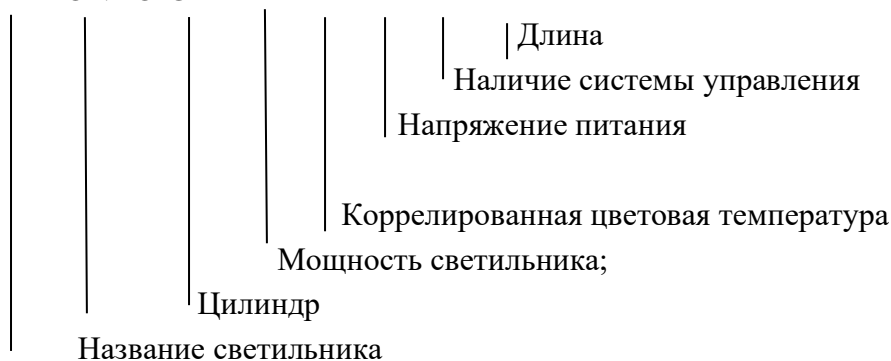 Длина
Наличие системы управления
Напряжение питания
Коррелированная цветовая температура
Мощность светильника;
Цилиндр
Название светильника